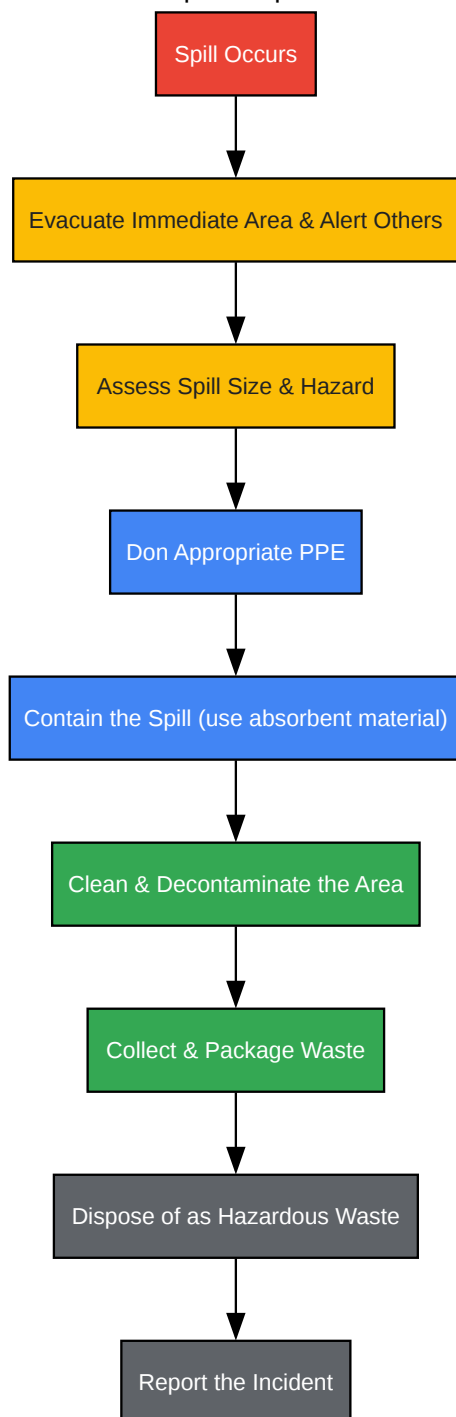 Spill Occurs
Evacuate Immediate Area & Alert Others
Assess Spill Size & Hazard
Don Appropriate PPE
Contain the Spill (use absorbent material)
Clean & Decontaminate the Area
Collect & Package Waste
Dispose of as Hazardous Waste
Report the Incident